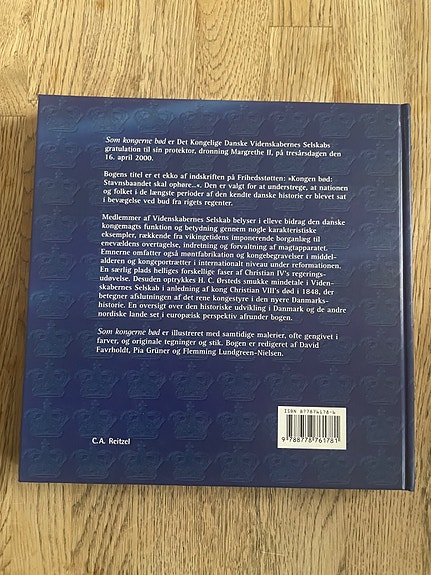 Som kongerne bød er Det Kongelige Danske Videnskabernes Selskabs
gratulation til sin protektor, dronning Margrethe II, på tresårsdagen den
16. april 2000.
Bogens titel er et ekko af indskriften på Frihedsstøtten: »Kongen bød:
Stavnsbaandet skal ophøre...«. Den er valgt for at understrege, at nationen
og folket i de længste perioder af den kendte danske historie er blevet sat
i bevægelse ved bud fra rigets regenter.
Medlemmer af Videnskabernes Selskab belyser i elleve bidrag den danske
kongemagts funktion og betydning gennem nogle karakteristiske
eksempler, rækkende fra vikingetidens imponerende borganlæg til
enevældens overtagelse, indretning og forvaltning af magtapparatet.
Emnerne omfatter også møntfabrikation og kongebegravelser i middel-
alderen og kongeportrætter i internationalt niveau under reformationen.
En særlig plads helliges forskellige faser af Christian IV's regerings-
udøvelse. Desuden optrykkes H. C. Ørsteds smukke mindetale i Viden-
skabernes Selskab i anledning af kong Christian VIII's død i 1848, der
betegner afslutningen af det rene kongestyre i den nyere Danmarks-
historie. En oversigt over den historiske udvikling i Danmark og de andre
nordiske lande set i europæisk perspektiv afrunder bogen.
Som kongerne bød er illustreret med samtidige malerier, ofte gengivet i
farver, og originale tegninger og stik. Bogen er redigeret af David
Favrholdt, Pia Grüner og Flemming Lundgreen-Nielsen.
ISBN 877876178-6
9 788778 761781
C.A. Reitzel